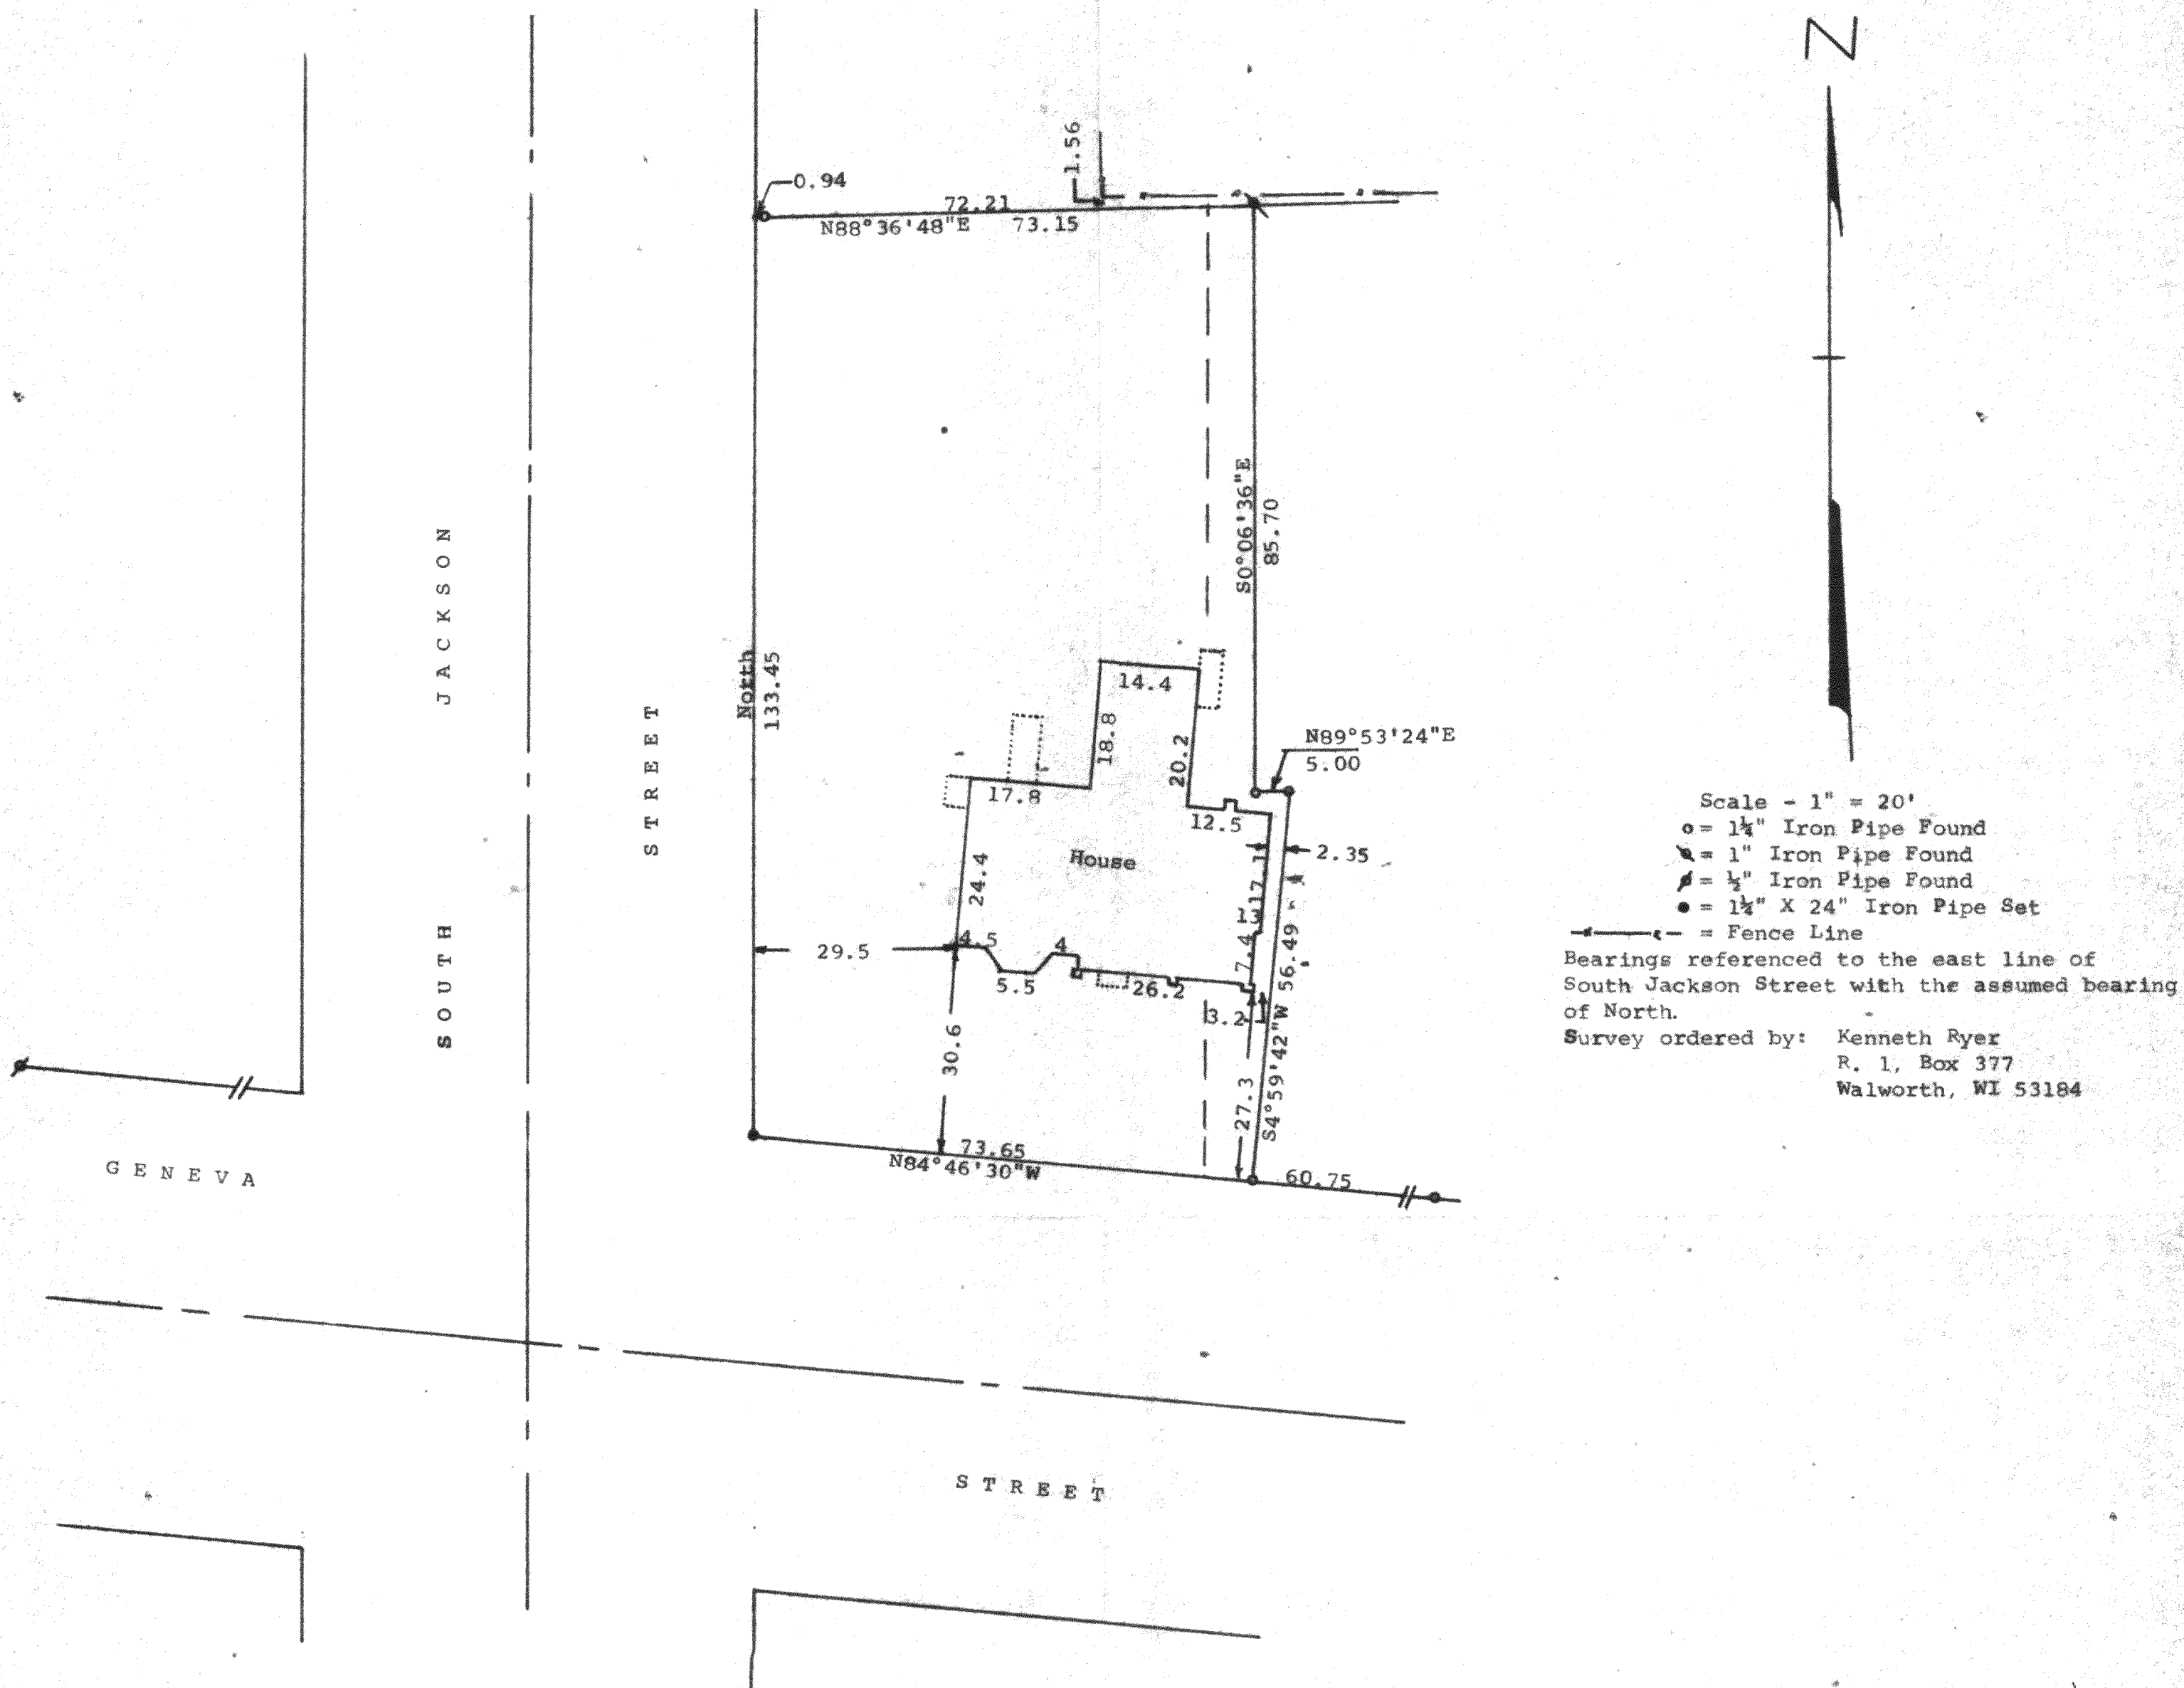 N
1.56
0.94
72.21
N88°36'48"E 73.15
S0°06'36"E
85.70
JACKSON
STREET
SOUTH
North
133.45
14.4
18.8
20.2
N89°53'24"E
5.00
17.8
12.5
House
2.35
24.4
17.1
13
4.5
4
29.5
7.4
56.49
5.5
26.2
3.2
S4°59'42"W
30.6
27.3
73.65
N84°46'30"W
60.75
GENEVA
STREET
Scale - 1" = 20'
= 1¼" Iron Pipe Found
= 1" Iron Pipe Found
= ½" Iron Pipe Found
= 1¼" X 24" Iron Pipe Set
= Fence Line
Bearings referenced to the east line of
South Jackson Street with the assumed bearing
of North.
Survey ordered by: Kenneth Ryer
R. 1, Box 377
Walworth, WI 53184